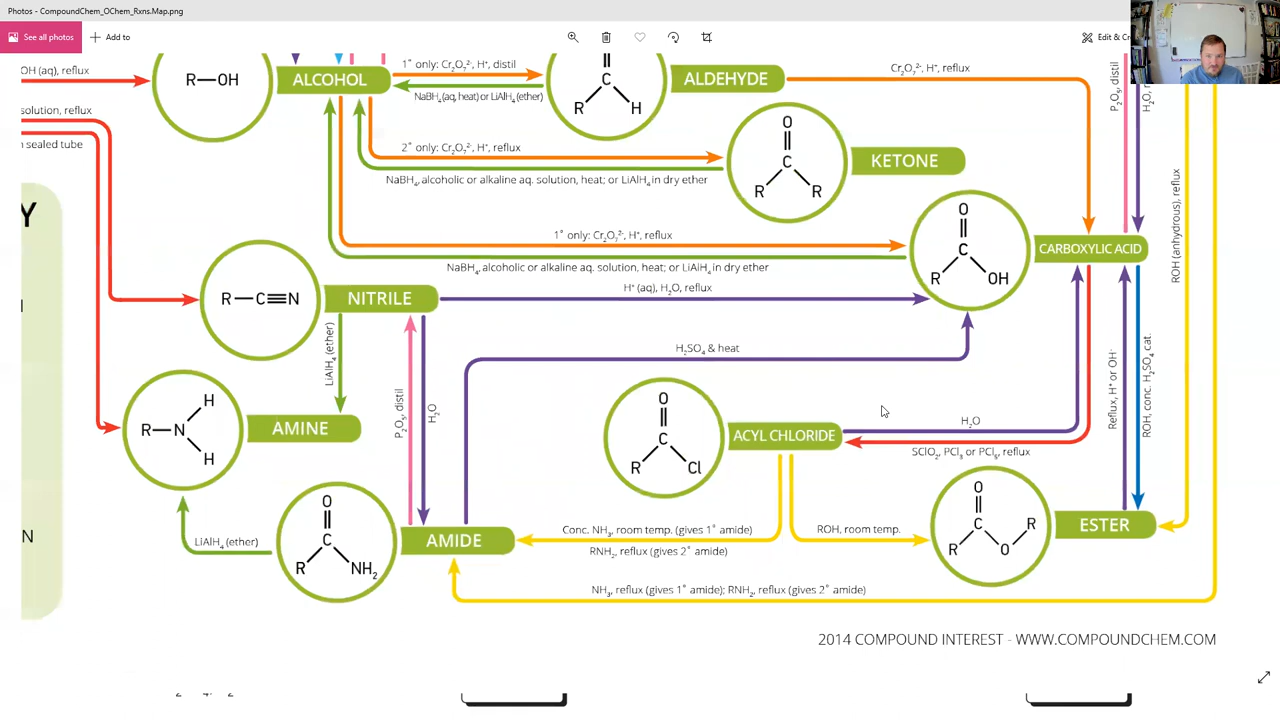 Photos - CompoundChem_OChem_Rxns.Map.png
See all photos
Add to
Edit & Cr
OH (aq), reflux
R—OH
ALCOHOL
1° only: Cr₂O₇²⁻, H⁺, distil
NaBH₄ (aq, heat) or LiAlH₄ (ether)
C
R
H
ALDEHYDE
Cr₂O₇²⁻, H⁺, reflux
P₂O₅, distil
solution, reflux
n sealed tube
2° only: Cr₂O₇²⁻, H⁺, reflux
NaBH₄, alcoholic or alkaline aq. solution, heat; or LiAlH₄ in dry ether
O
C
R
R
KETONE
ROH (anhydrous), reflux
Y
1° only: Cr₂O₇²⁻, H⁺, reflux
NaBH₄, alcoholic or alkaline aq. solution, heat; or LiAiH₄ in dry ether
O
C
R
OH
CARBOXYLIC ACID
R—C≡N
NITRILE
H⁺ (aq), H₂O, reflux
LiAlH₄ (ether)
P₂O₅, distil
H₂O
H₂SO₄ & heat
Reflux, H⁺ or OH⁻
ROH, conc. H₂SO₄ cat.
R—N
H
H
AMINE
O
C
R
Cl
ACYL CHLORIDE
H₂O
SClO₂, PCl₃ or PCl₅, reflux
LiAlH₄ (ether)
O
C
R
NH₂
AMIDE
Conc. NH₃, room temp. (gives 1° amide)
RNH₂, reflux (gives 2° amide)
ROH, room temp.
O
C
R
O
R
ESTER
N
NH₃, reflux (gives 1° amide); RNH₂, reflux (gives 2° amide)
2014 COMPOUND INTEREST - WWW.COMPOUNDCHEM.COM